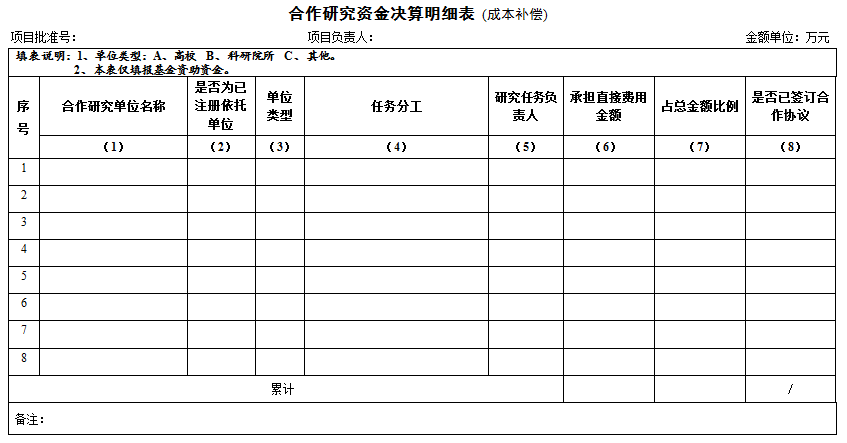 合作研究资金决算明细表 (成本补偿)
项目批准号： 项目负责人： 金额单位：万元
填表说明：1、单位类型：A、高校 B、科研院所 C、其他。
2、本表仅填报基金资助资金。
序号 合作研究单位名称 是否为已注册依托单位 单位类型 任务分工 研究任务负责人 承担直接费用金额 占总金额比例 是否已签订合作协议
（1） （2） （3） （4） （5） （6） （7） （8）
1
2
3
4
5
6
7
8
累计 /
备注：